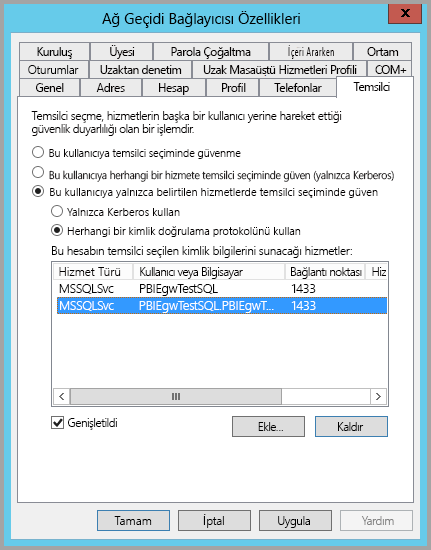 Ağ Geçidi Bağlayıcısı Özellikleri
x
Kuruluş Üyesi Parola Çoğaltma İçeri Ararken Ortam
Oturumlar Uzaktan denetim Uzak Masaüstü Hizmetleri Profili COM+
Genel Adres Hesap Profil Telefonlar Temsilci
Temsilci seçme, hizmetlerin başka bir kullanıcı yerine hareket ettiği
güvenlik duyarlılığı olan bir işlemdir.
Bu kullanıcıya temsilci seçiminde güvenme
Bu kullanıcıya herhangi bir hizmete temsilci seçiminde güven (yalnızca Kerberos)
Bu kullanıcıya yalnızca belirtilen hizmetlerde temsilci seçiminde güven
Yalnızca Kerberos kullan
Herhangi bir kimlik doğrulama protokolünü kullan
Bu hesabın temsilci seçilen kimlik bilgilerini sunacağı hizmetler:
Hizmet Türü Kullanıcı veya Bilgisayar Bağlantı noktası Hiz
MSSQLSvc PBIEgwTestSQL 1433
MSSQLSvc PBIEgwTestSQL.PBIEgwT... 1433
Genişletildi
Ekle... Kaldır
Tamam İptal Uygula Yardım